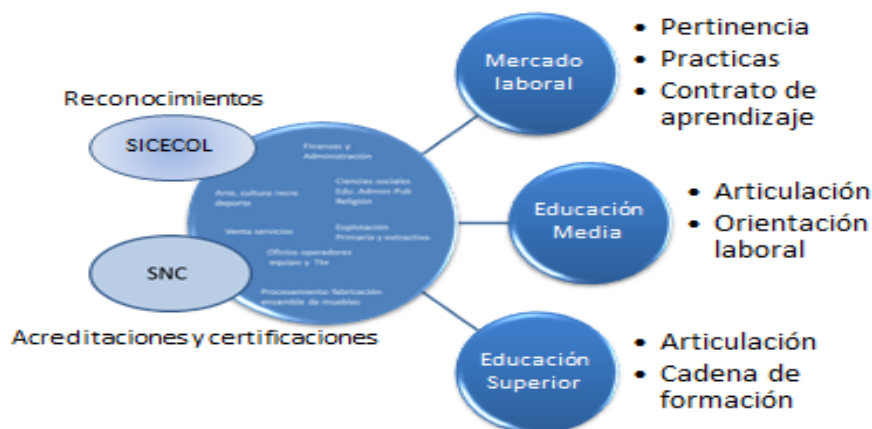 Reconocimientos
SICECOL
Finanzas y
Administración
Ciencias sociales
Edu. Admon Pub
Religión
Arte, cultura recre
deporte
Venta servicios
Explotación
Primaria y extractiva
Oficios operadores
equipo y Tte
Procesamiento fabricación
ensamble de muebles
SNC
Acreditaciones y certificaciones
Mercado
laboral
• Pertinencia
• Practicas
• Contrato de
aprendizaje
Educación
Media
• Articulación
• Orientación
laboral
Educación
Superior
• Articulación
• Cadena de
formación